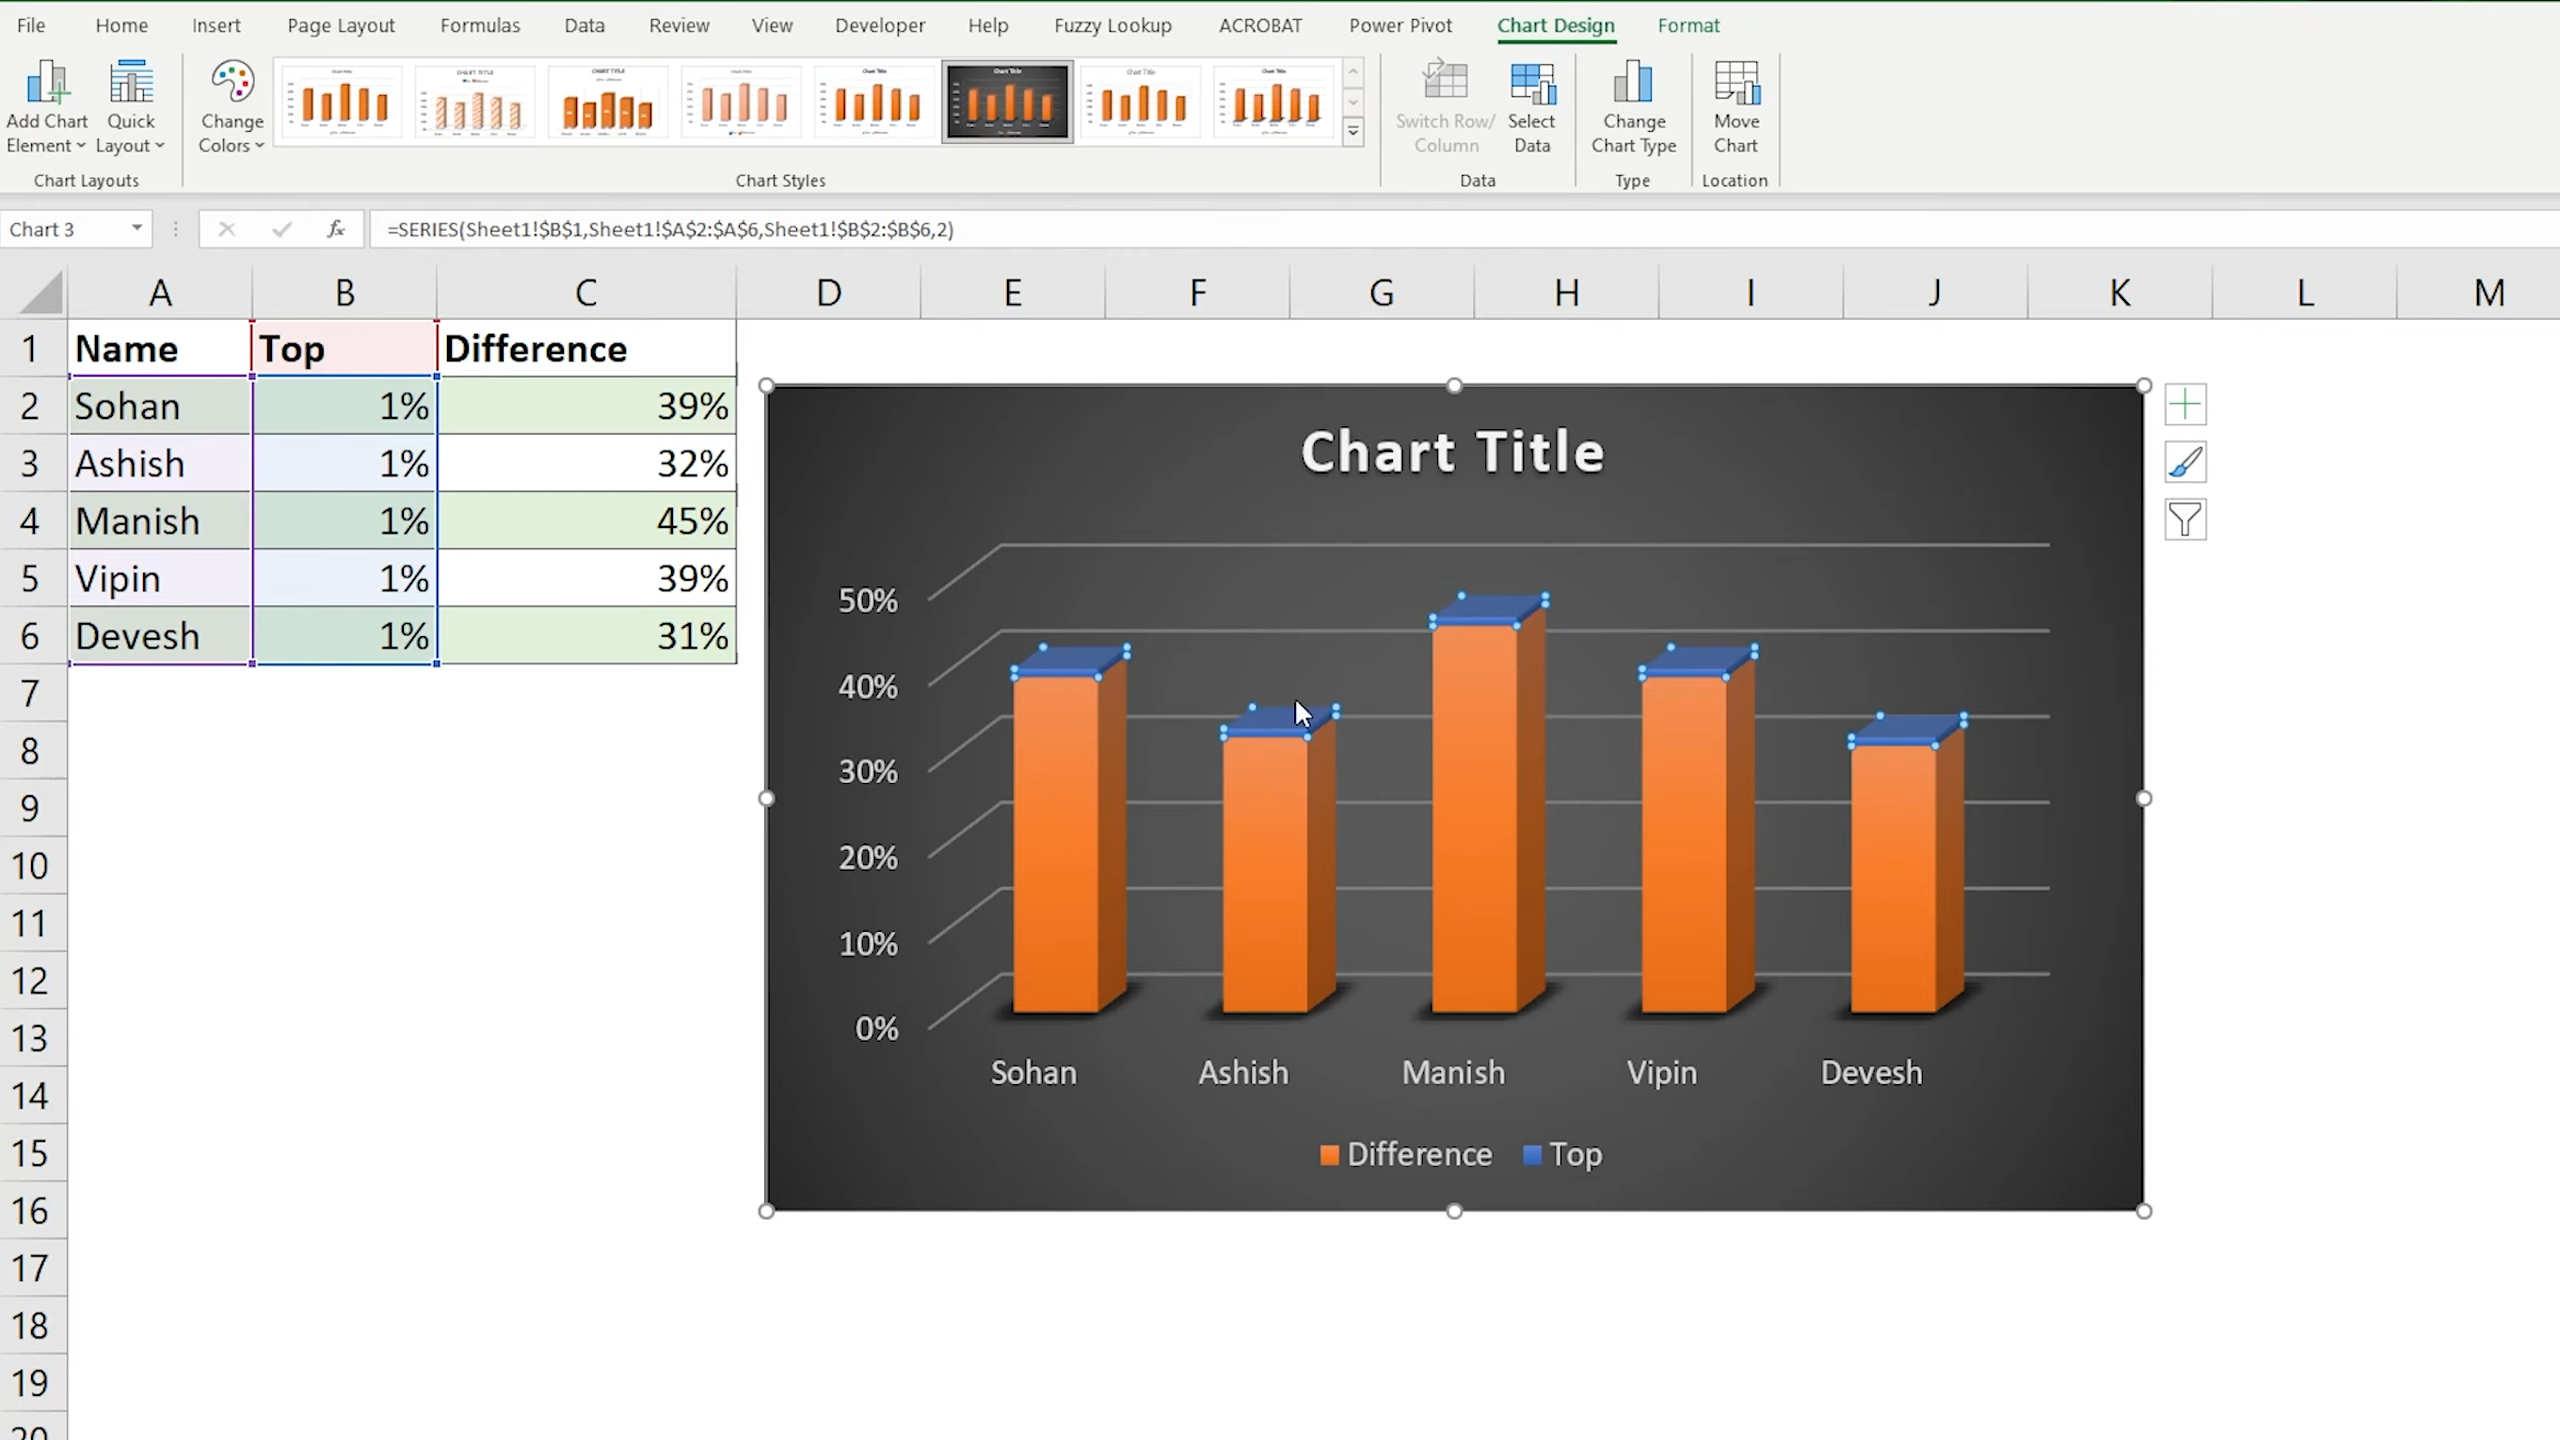 File Home Insert Page Layout Formulas Data Review View Developer Help Fuzzy Lookup ACROBAT Power Pivot Chart Design Format
Add Chart Element
Quick Layout
Change Colors
Switch Row/ Column
Select Data
Change Chart Type
Move Chart
Chart Layouts Chart Styles Data Type Location
Chart 3 fx =SERIES(Sheet1!$B$1,Sheet1!$A$2:$A$6,Sheet1!$B$2:$B$6,2)
A B C D E F G H I J K L M
1 Name Top Difference
2 Sohan 1% 39%
3 Ashish 1% 32%
4 Manish 1% 45%
5 Vipin 1% 39%
6 Devesh 1% 31%
7
8
9
10
11
12
13
14
15
16
17
18
19
20
Chart Title
50%
40%
30%
20%
10%
0%
Sohan Ashish Manish Vipin Devesh
Difference Top